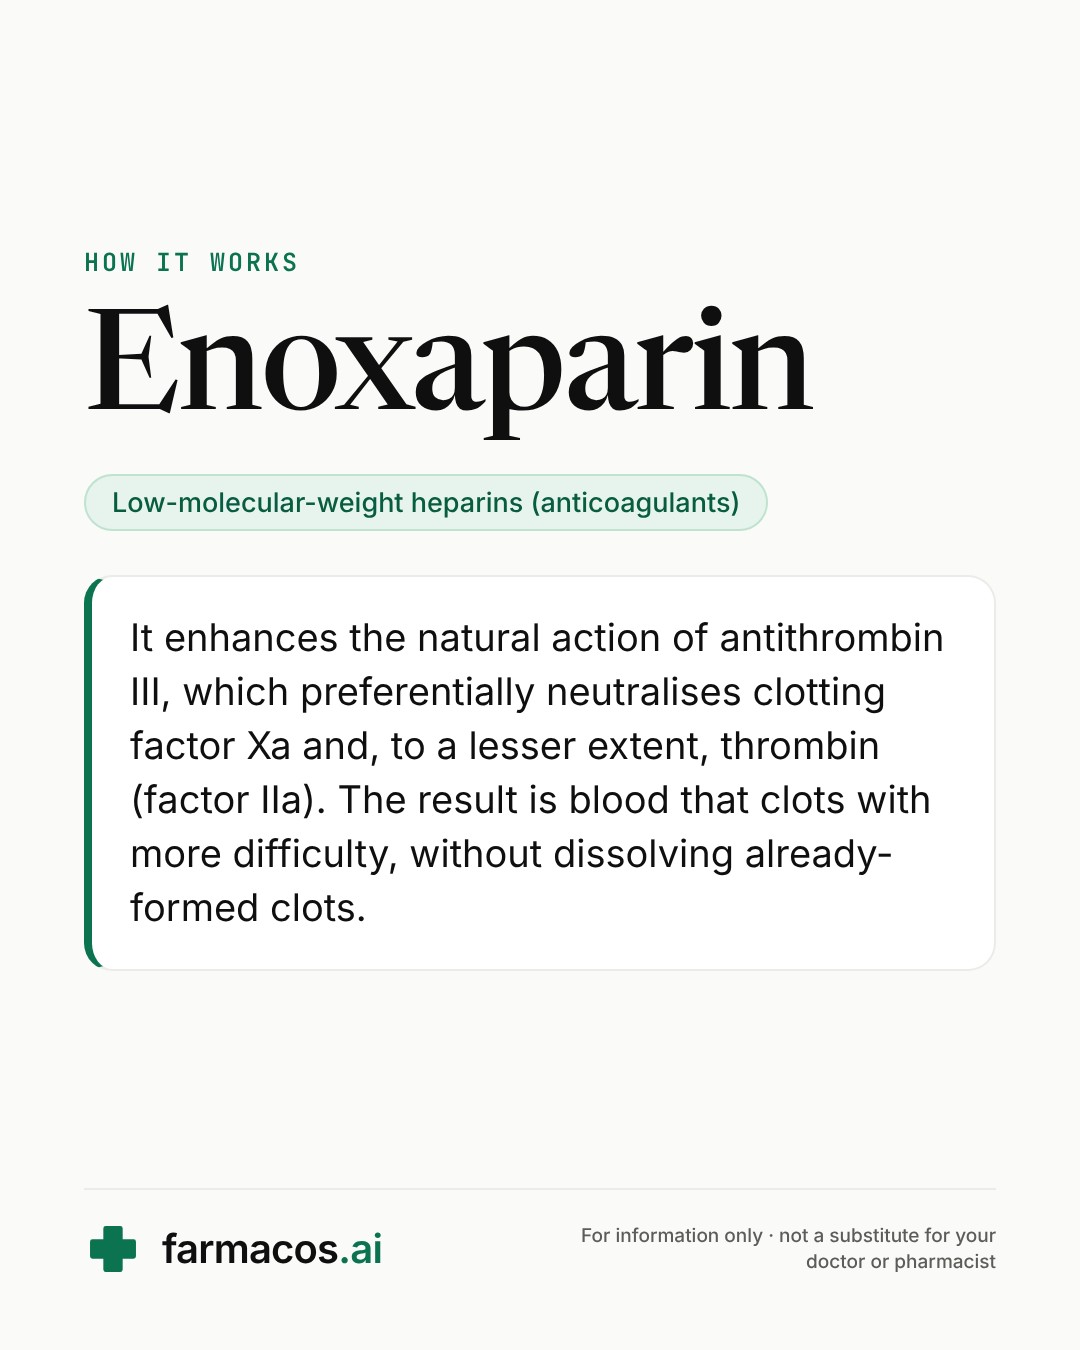 HOW IT WORKS
Enoxaparin
Low-molecular-weight heparins (anticoagulants)
It enhances the natural action of antithrombin
III, which preferentially neutralises clotting
factor Xa and, to a lesser extent, thrombin
(factor IIa). The result is blood that clots with
more difficulty, without dissolving already-
formed clots.
farmacos.ai
For information only · not a substitute for your
doctor or pharmacist